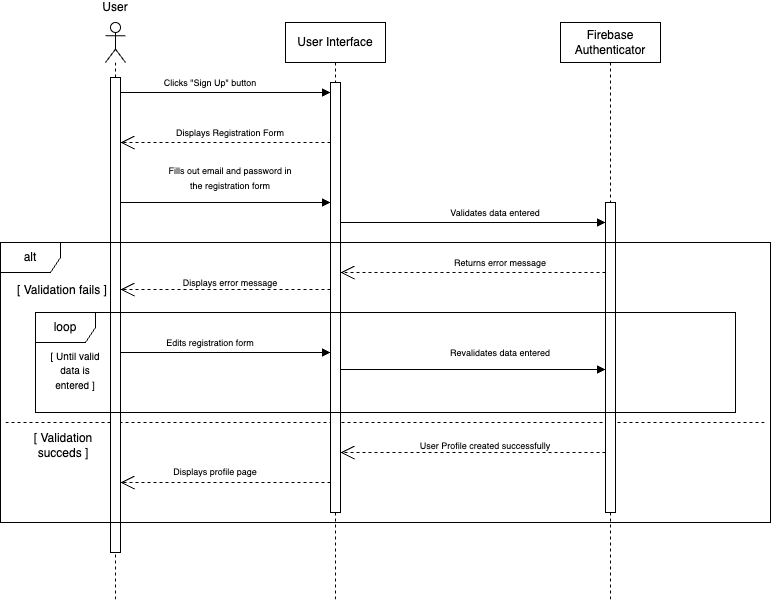 User
User Interface
Firebase
Authenticator
Clicks "Sign Up" button
Displays Registration Form
Fills out email and password in
the registration form
Validates data entered
alt
Returns error message
[ Validation fails ]
Displays error message
loop
Edits registration form
[ Until valid
data is
entered ]
Revalidates data entered
[ Validation
succeds ]
User Profile created successfully
Displays profile page